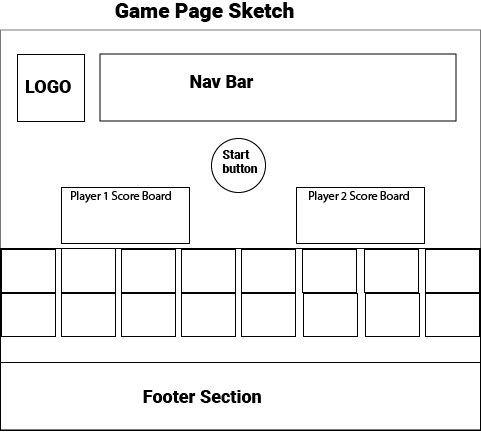 Game Page Sketch
LOGO
Nav Bar
Start
button
Player 1 Score Board
Player 2 Score Board
Footer Section